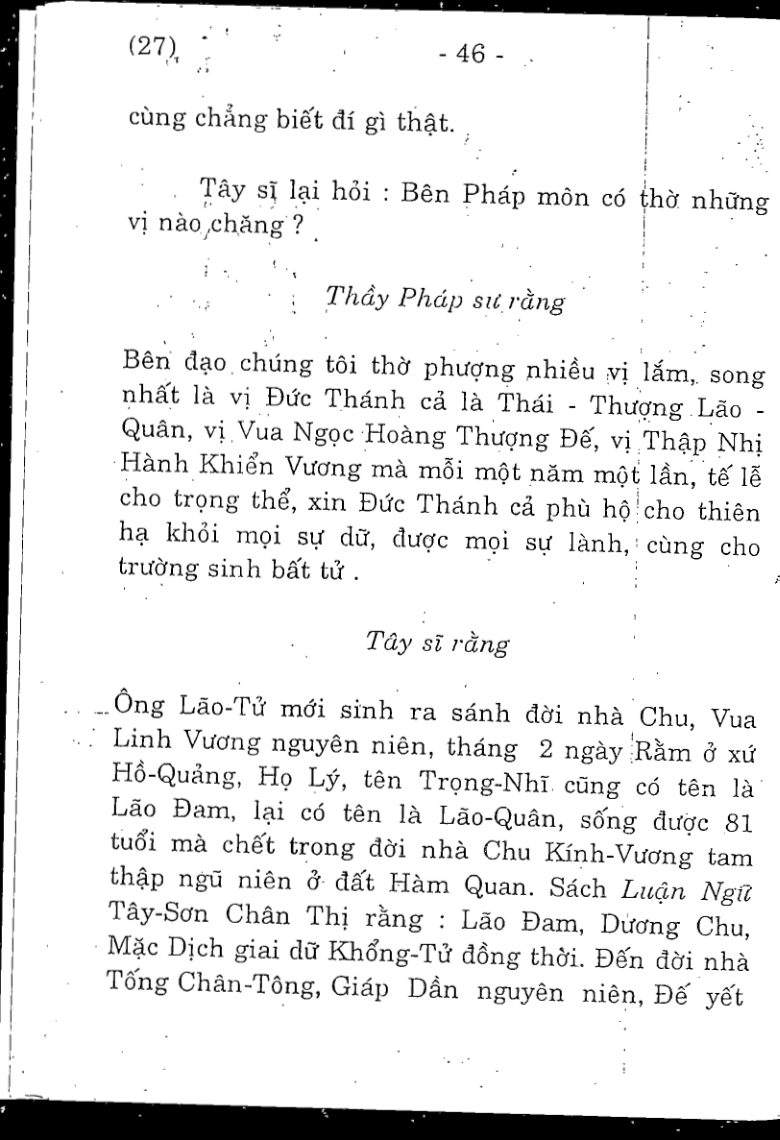 (27)
- 46 -
cùng chẳng biết đí gì thật.
Tây sĩ lại hỏi : Bên Pháp môn có thờ những
vị nào chăng ?
Thầy Pháp sư rằng
Bên đạo chúng tôi thờ phượng nhiều vị lắm, song
nhất là vị Đức Thánh cả là Thái - Thượng Lão -
Quân, vị Vua Ngọc Hoàng Thượng Đế, vị Thập Nhị
Hành Khiển Vương mà mỗi một năm một lần, tế lễ
cho trọng thể, xin Đức Thánh cả phù hộ cho thiên
hạ khỏi mọi sự dữ, được mọi sự lành, cùng cho
trường sinh bất tử .
Tây sĩ rằng
Ông Lão-Tử mới sinh ra sánh đời nhà Chu, Vua
Linh Vương nguyên niên, tháng 2 ngày Rằm ở xứ
Hồ-Quảng, Họ Lý, tên Trọng-Nhĩ cũng có tên là
Lão Đam, lại có tên là Lão-Quân, sống được 81
tuổi mà chết trong đời nhà Chu Kính-Vương tam
thập ngũ niên ở đất Hàm Quan. Sách Luận Ngữ
Tây-Sơn Chân Thị rằng : Lão Đam, Dương Chu,
Mặc Dịch giai dữ Khổng-Tử đồng thời. Đến đời nhà
Tống Chân-Tông, Giáp Dần nguyên niên, Đế yết